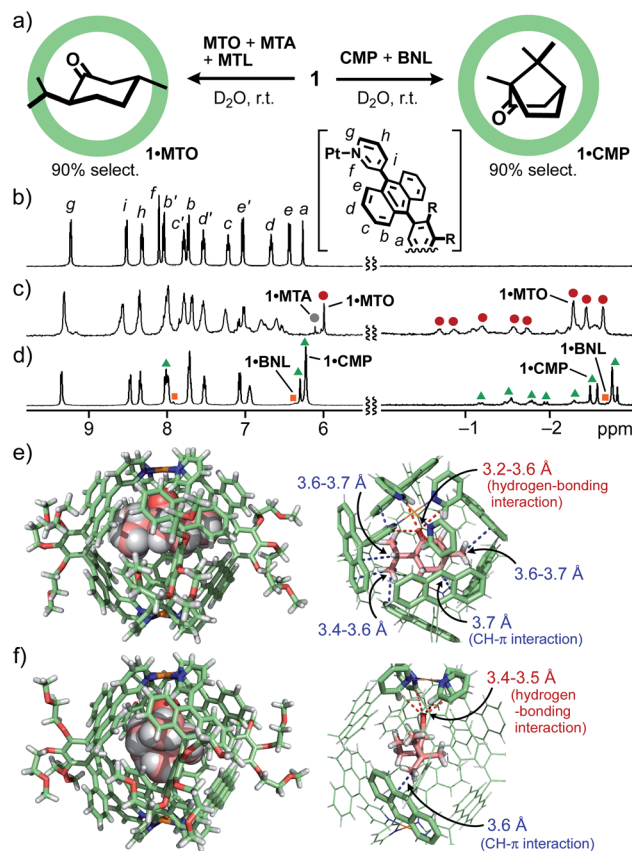 a)
MTO + MTA
+ MTL
D2O, r.t.
1
CMP + BNL
D2O, r.t.
O
1•MTO
90% select.
O
1•CMP
90% select.
g
h
Pt-N
i
f
e
d
c
b
a
R
R
b)
g
i
h
f
b'
c'
b
d'
c
e'
d
e
a
c)
1•MTA
1•MTO
1•MTO
d)
1•BNL
1•CMP
1•CMP
1•BNL
9
8
7
6
−1
−2
ppm
e)
3.6-3.7 Å
3.2-3.6 Å
(hydrogen-bonding
interaction)
3.6-3.7 Å
3.4-3.6 Å
3.7 Å
(CH-π interaction)
f)
3.4-3.5 Å
(hydrogen
-bonding
interaction)
3.6 Å
(CH-π interaction)